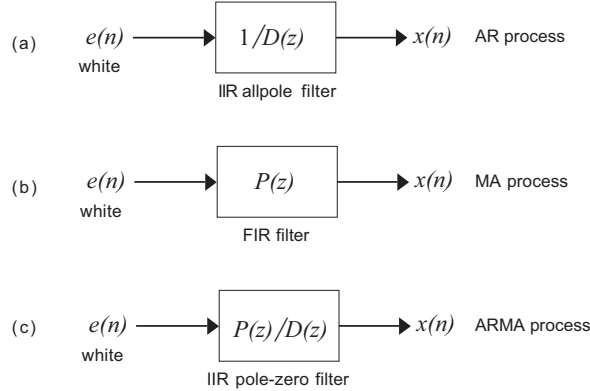 (a) e(n) 1/D(z) x(n) AR process
white
IIR allpole filter
(b) e(n) P(z) x(n) MA process
white
FIR filter
(c) e(n) P(z)/D(z) x(n) ARMA process
white
IIR pole-zero filter